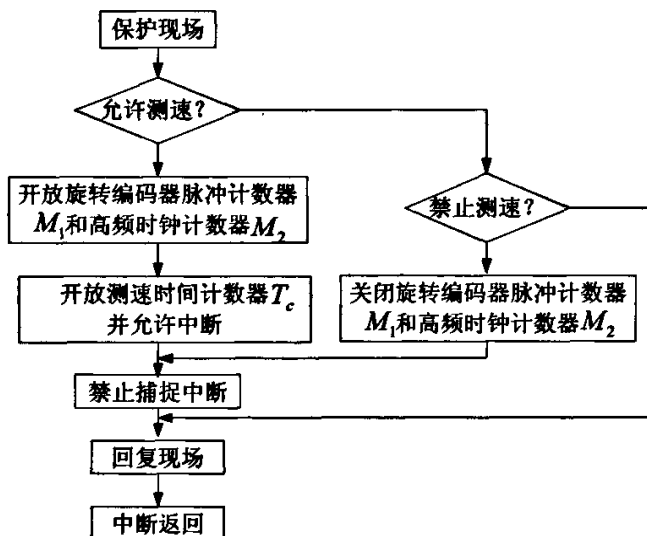 保护现场
允许测速?
开放旋转编码器脉冲计数器
M₁和高频时钟计数器M₂
禁止测速?
开放测速时间计数器T_c
并允许中断
关闭旋转编码器脉冲计数器
M₁和高频时钟计数器M₂
禁止捕捉中断
回复现场
中断返回